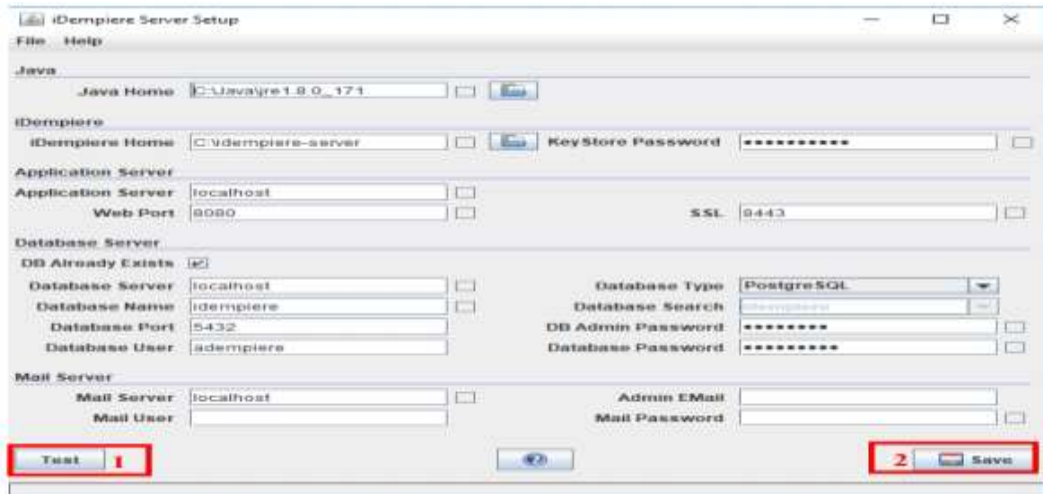 iDempiere Server Setup
File Help
Java
Java Home C:\Java\jre1.8.0_171
iDempiere
iDempiere Home C:\idempiere-server KeyStore Password ●●●●●●●●●●
Application Server
Application Server localhost
Web Port 8080 SSL 8443
Database Server
DB Already Exists
Database Server localhost Database Type PostgreSQL
Database Name idempiere Database Search idempiere
Database Port 5432 DB Admin Password ●●●●●●●●
Database User adempiere Database Password ●●●●●●●●●
Mail Server
Mail Server localhost Admin EMail
Mail User Mail Password
Test 1 2 Save